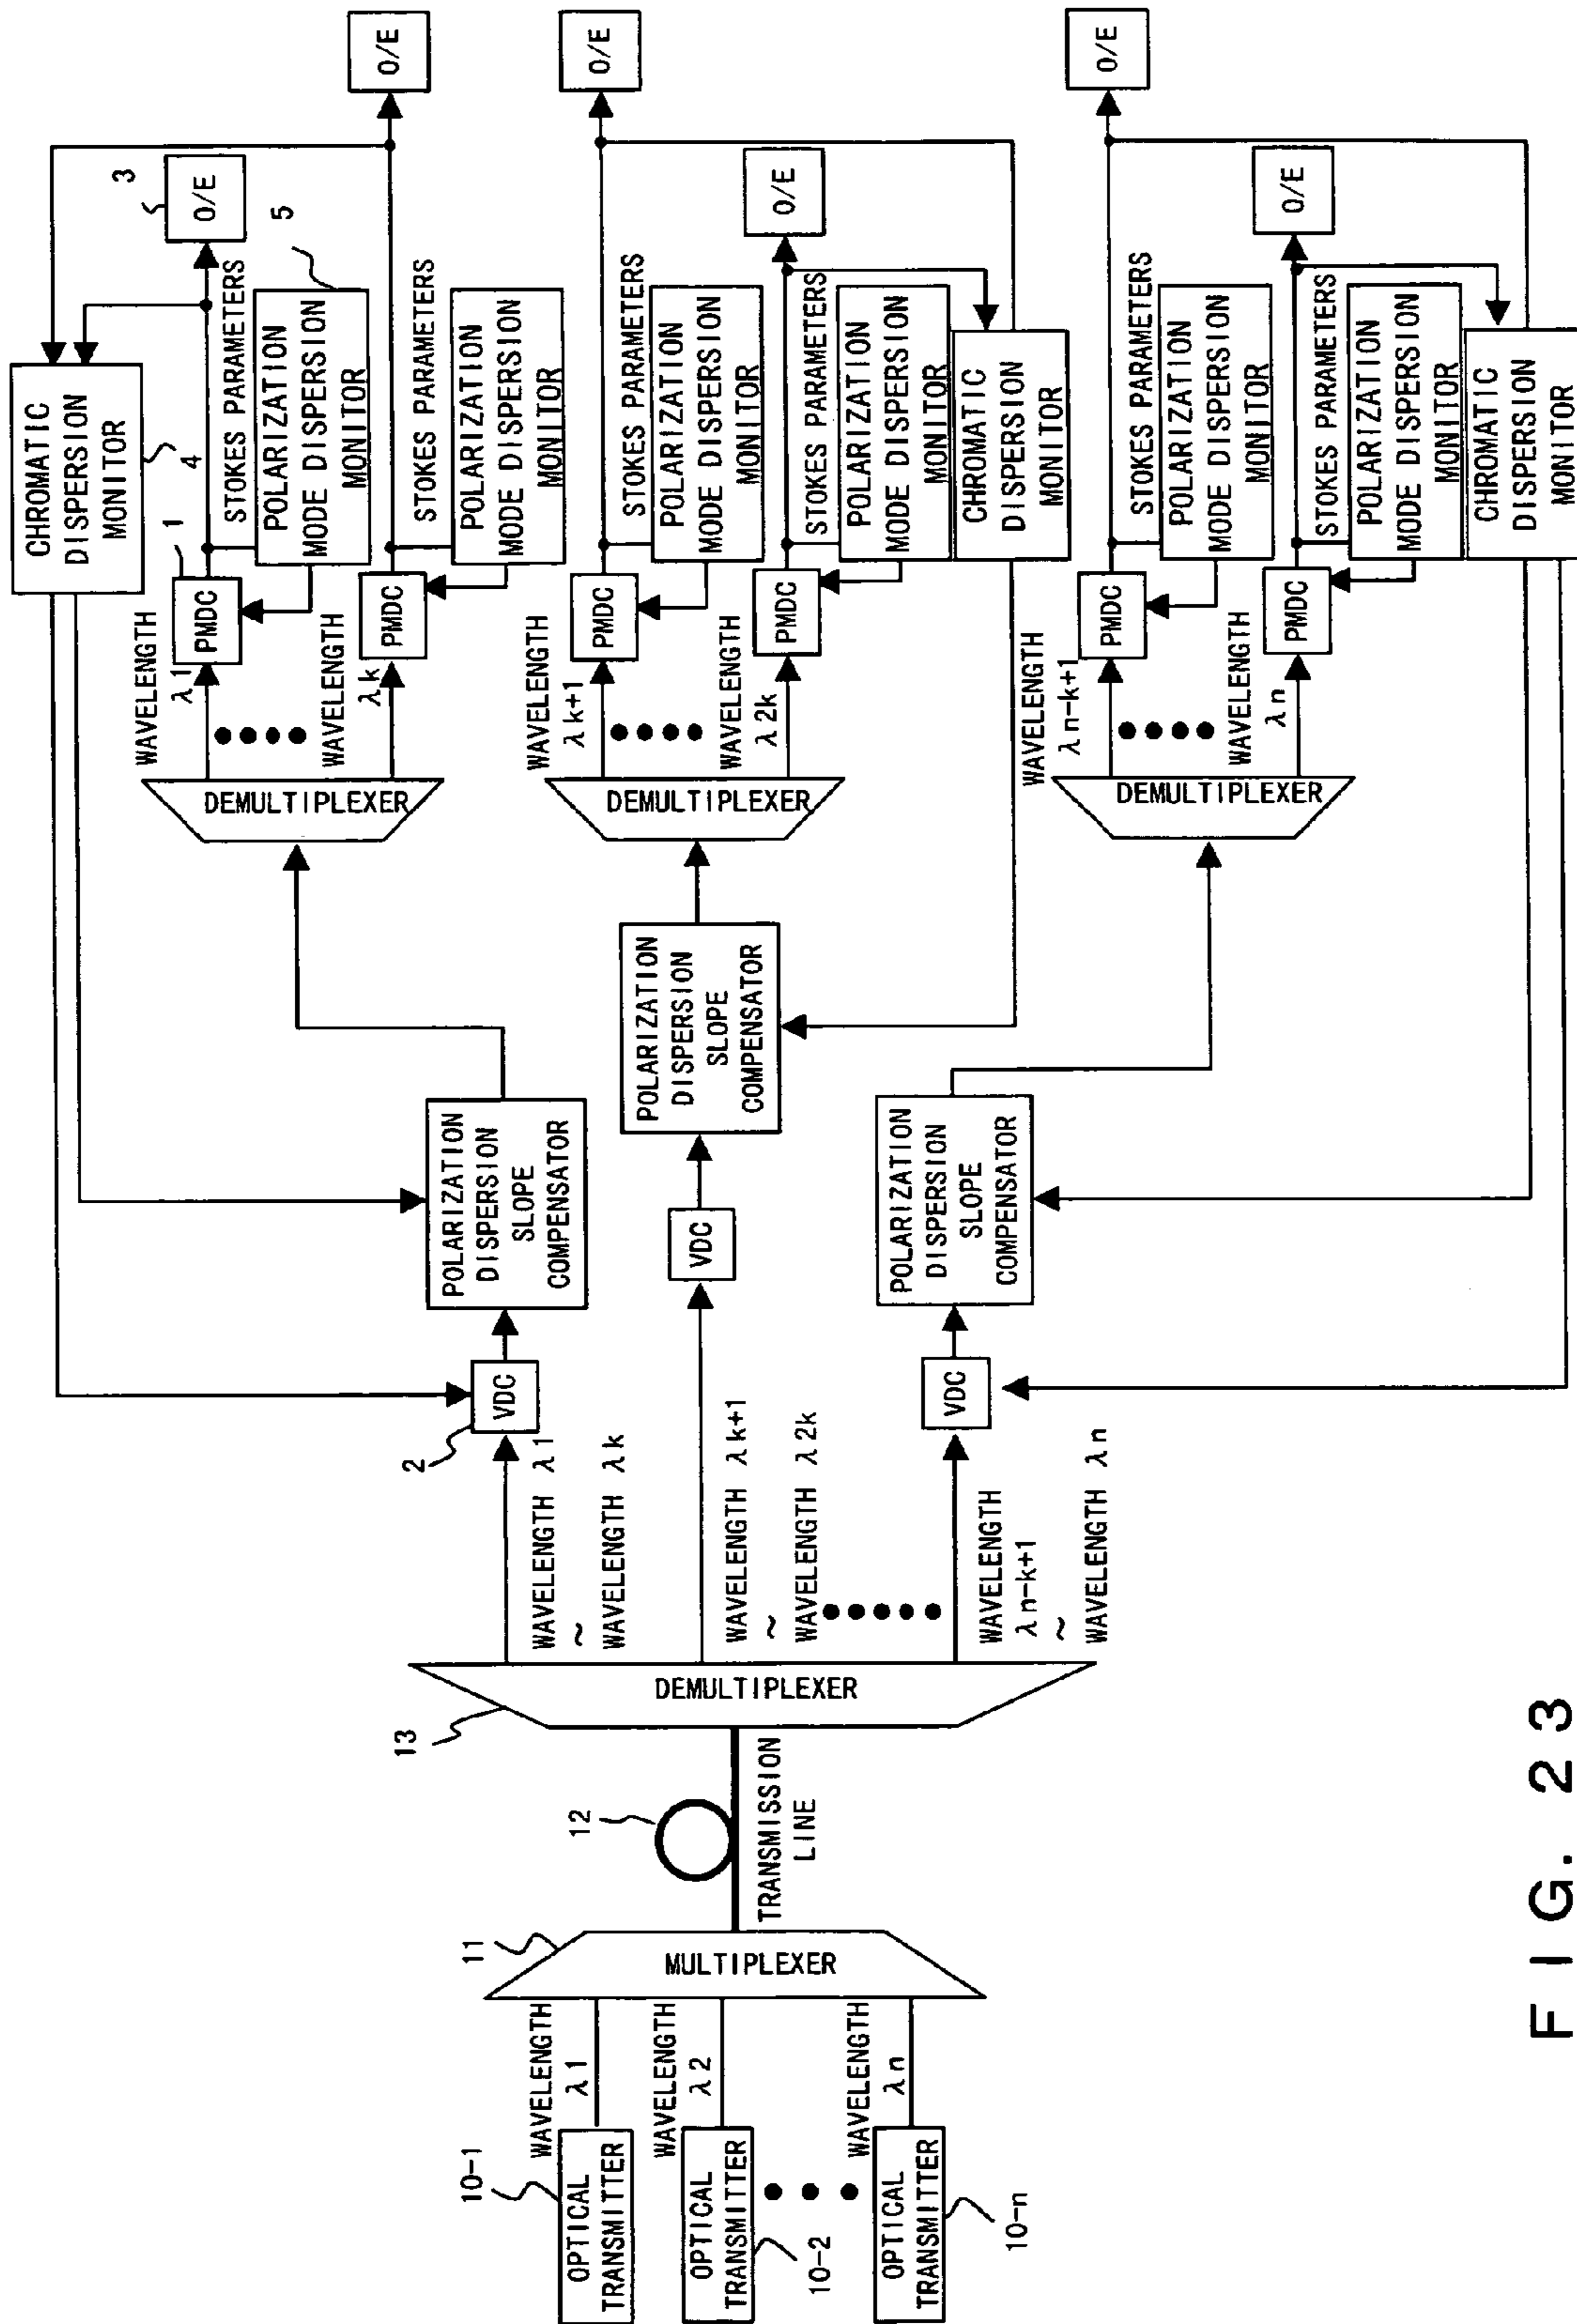 10-1
OPTICAL
TRANSMITTER
WAVELENGTH
λ1
OPTICAL
TRANSMITTER
10-2
WAVELENGTH
λ2
OPTICAL
TRANSMITTER
10-n
WAVELENGTH
λn
11
MULTIPLEXER
12
TRANSMISSION
LINE
13
DEMULTIPLEXER
WAVELENGTH λ1
~
WAVELENGTH λk
WAVELENGTH λk+1
~
WAVELENGTH λ2k
WAVELENGTH
λn-k+1
~
WAVELENGTH λn
2
VDC
VDC
VDC
POLARIZATION
DISPERSION
SLOPE
COMPENSATOR
POLARIZATION
DISPERSION
SLOPE
COMPENSATOR
POLARIZATION
DISPERSION
SLOPE
COMPENSATOR
DEMULTIPLEXER
DEMULTIPLEXER
DEMULTIPLEXER
CHROMATIC
DISPERSION
MONITOR
4
WAVELENGTH
λ1
1
PMDC
STOKES PARAMETERS
POLARIZATION
MODE DISPERSION
MONITOR
5
3
O/E
WAVELENGTH
λk
PMDC
STOKES PARAMETERS
POLARIZATION
MODE DISPERSION
MONITOR
O/E
WAVELENGTH
λk+1
PMDC
STOKES PARAMETERS
POLARIZATION
MODE DISPERSION
MONITOR
O/E
WAVELENGTH
λ2k
PMDC
STOKES PARAMETERS
POLARIZATION
MODE DISPERSION
MONITOR
O/E
CHROMATIC
DISPERSION
MONITOR
WAVELENGTH
λn-k+1
PMDC
STOKES PARAMETERS
POLARIZATION
MODE DISPERSION
MONITOR
O/E
WAVELENGTH
λn
PMDC
STOKES PARAMETERS
POLARIZATION
MODE DISPERSION
MONITOR
O/E
CHROMATIC
DISPERSION
MONITOR
FIG. 23